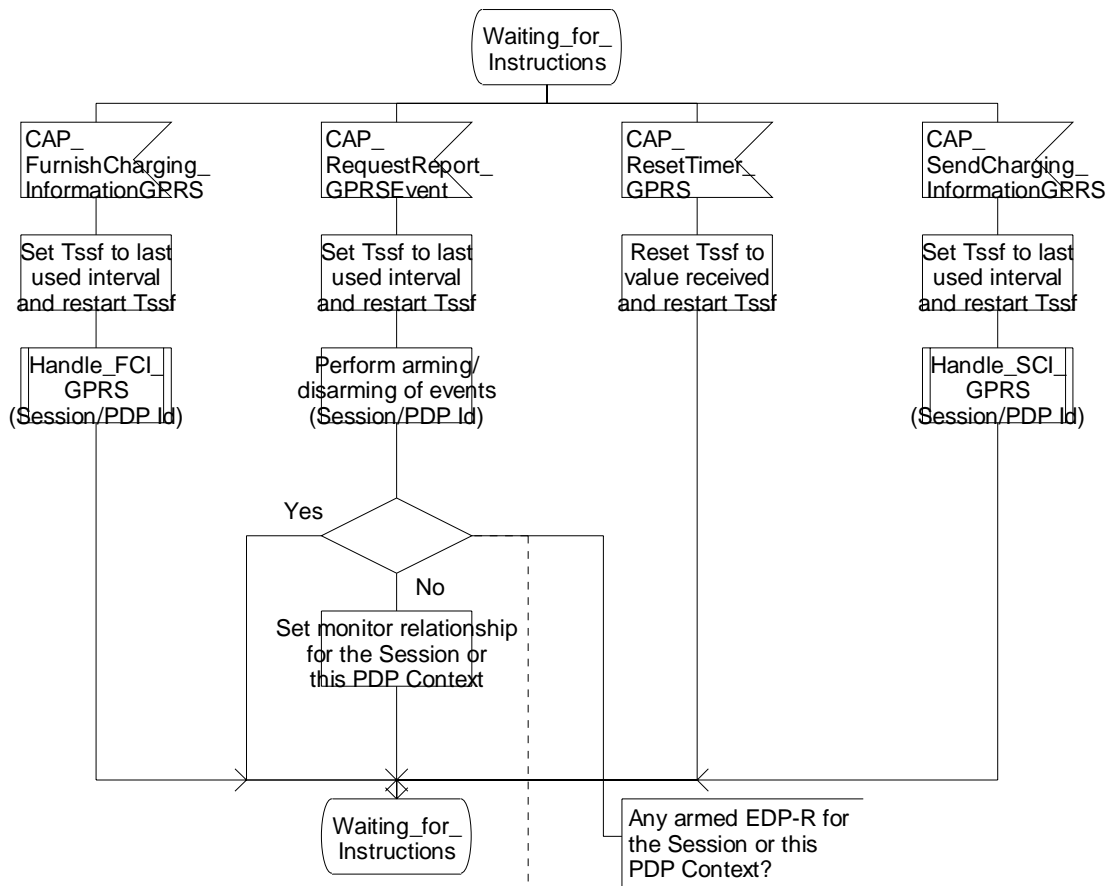 Waiting_for_
Instructions
CAP_
FurnishCharging_
InformationGPRS
CAP_
RequestReport_
GPRSEvent
CAP_
ResetTimer_
GPRS
CAP_
SendCharging_
InformationGPRS
Set Tssf to last
used interval
and restart Tssf
Set Tssf to last
used interval
and restart Tssf
Reset Tssf to
value received
and restart Tssf
Set Tssf to last
used interval
and restart Tssf
Handle_FCI_
GPRS
(Session/PDP Id)
Perform arming/
disarming of events
(Session/PDP Id)
Handle_SCI_
GPRS
(Session/PDP Id)
Yes
No
Set monitor relationship
for the Session or
this PDP Context
Waiting_for_
Instructions
Any armed EDP-R for
the Session or this
PDP Context?